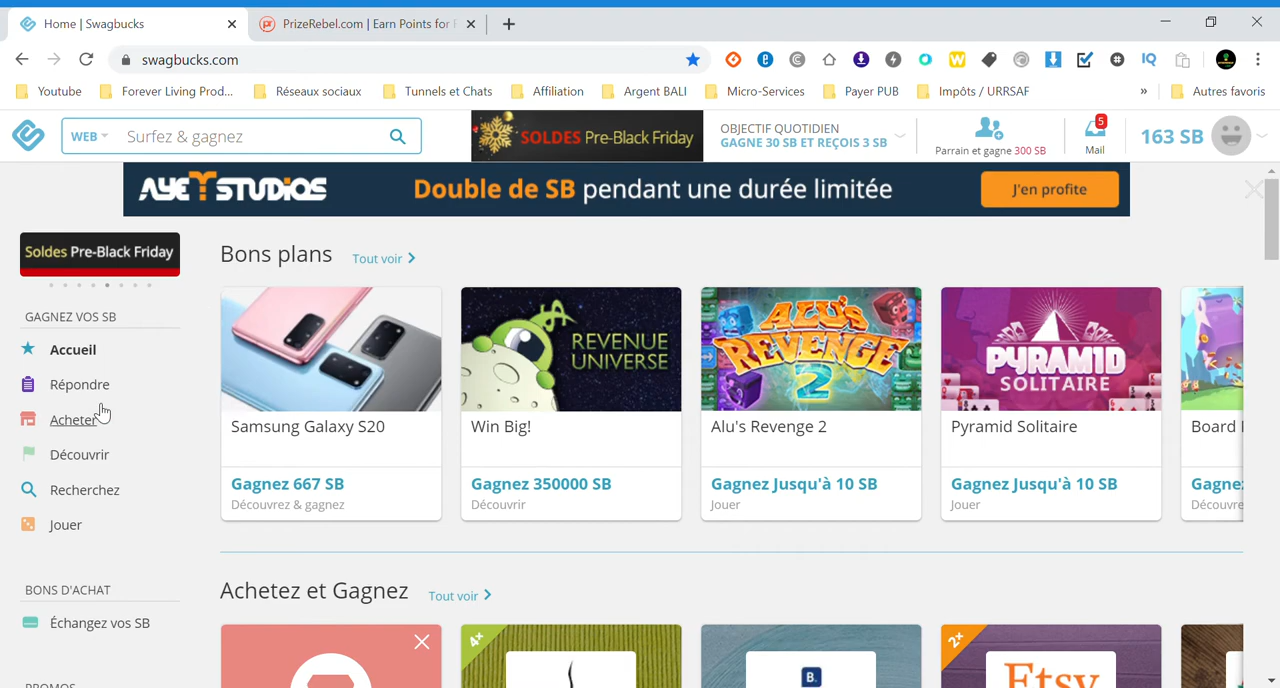 Home | Swagbucks
PrizeRebel.com | Earn Points for
swagbucks.com
Youtube
Forever Living Prod...
Réseaux sociaux
Tunnels et Chats
Affiliation
Argent BALI
Micro-Services
Payer PUB
Impôts / URRSAF
»
Autres favoris
WEB
Surfez & gagnez
SOLDES Pre-Black Friday
OBJECTIF QUOTIDIEN
GAGNE 30 SB ET REÇOIS 3 SB
Parrain et gagne 300 SB
5
Mail
163 SB
AYET STUDIOS
Double de SB pendant une durée limitée
J'en profite
Soldes Pre-Black Friday
GAGNEZ VOS SB
Accueil
Répondre
Acheter
Découvrir
Recherchez
Jouer
BONS D'ACHAT
Échangez vos SB
PROMOS
Bons plans
Tout voir
Samsung Galaxy S20
Gagnez 667 SB
Découvrez & gagnez
REVENUE
UNIVERSE
Win Big!
Gagnez 350000 SB
Découvrir
ALU'S
REVENGE
2
Alu's Revenge 2
Gagnez Jusqu'à 10 SB
Jouer
PYRAM1D
SOLITAIRE
Pyramid Solitaire
Gagnez Jusqu'à 10 SB
Jouer
Board
Gagnez
Découvre
Achetez et Gagnez
Tout voir
4+
B.
2+
Etsy